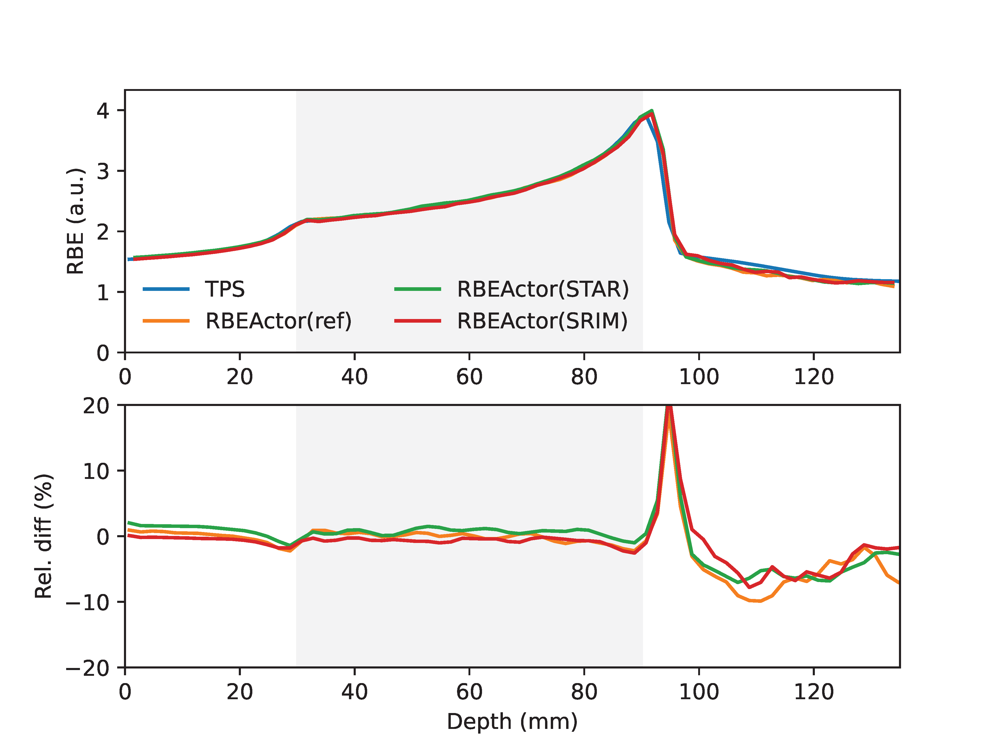 4
3
2
1
0
RBE (a.u.)
TPS
RBEActor(STAR)
RBEActor(ref)
RBEActor(SRIM)
0 20 40 60 80 100 120
20
10
0
−10
−20
Rel. diff (%)
0 20 40 60 80 100 120
Depth (mm)